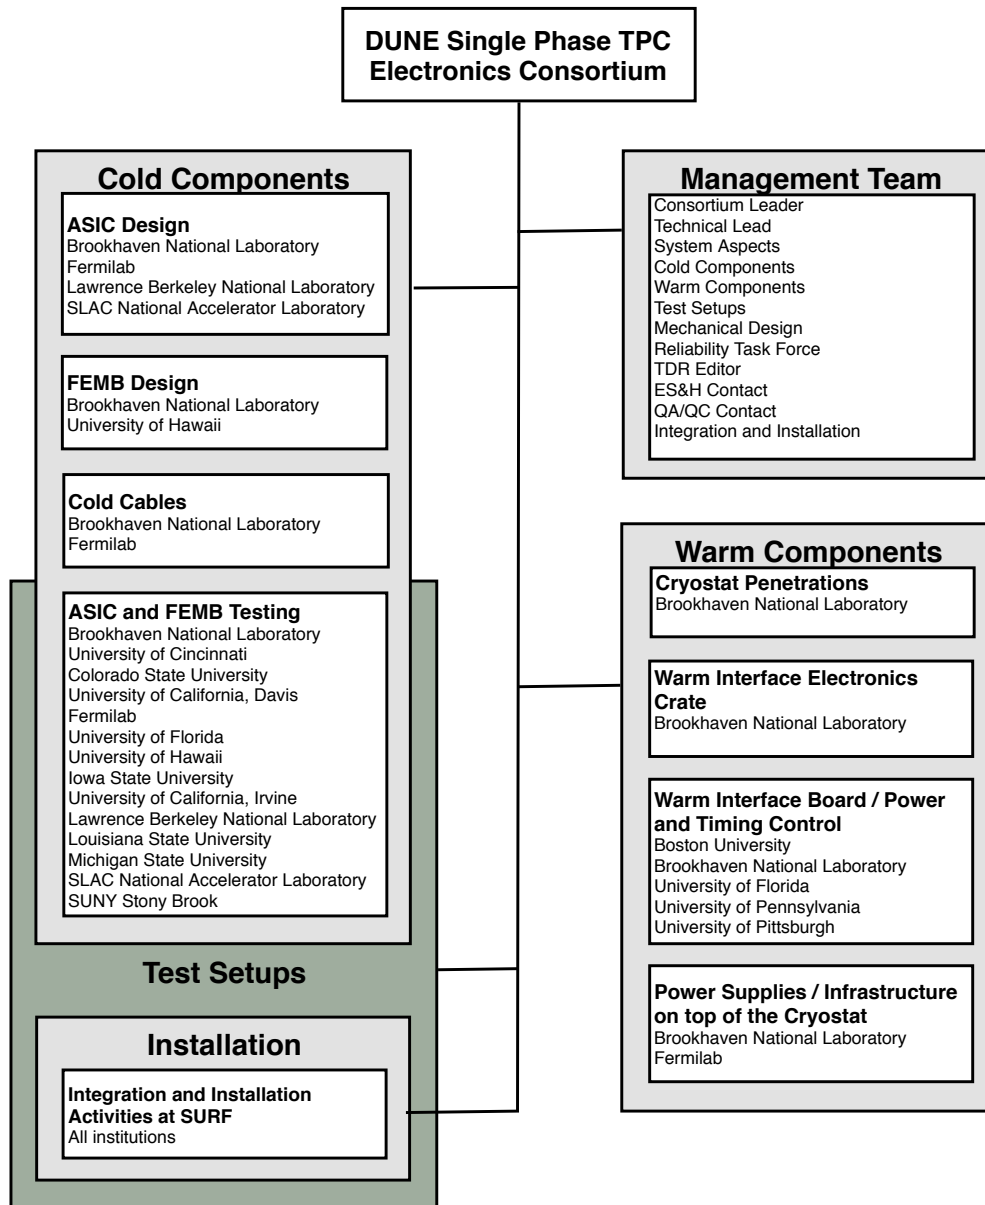 DUNE Single Phase TPC
Electronics Consortium
Cold Components
ASIC Design
Brookhaven National Laboratory
Fermilab
Lawrence Berkeley National Laboratory
SLAC National Accelerator Laboratory
FEMB Design
Brookhaven National Laboratory
University of Hawaii
Cold Cables
Brookhaven National Laboratory
Fermilab
ASIC and FEMB Testing
Brookhaven National Laboratory
University of Cincinnati
Colorado State University
University of California, Davis
Fermilab
University of Florida
University of Hawaii
Iowa State University
University of California, Irvine
Lawrence Berkeley National Laboratory
Louisiana State University
Michigan State University
SLAC National Accelerator Laboratory
SUNY Stony Brook
Test Setups
Installation
Integration and Installation
Activities at SURF
All institutions
Management Team
Consortium Leader
Technical Lead
System Aspects
Cold Components
Warm Components
Test Setups
Mechanical Design
Reliability Task Force
TDR Editor
ES&H Contact
QA/QC Contact
Integration and Installation
Warm Components
Cryostat Penetrations
Brookhaven National Laboratory
Warm Interface Electronics
Crate
Brookhaven National Laboratory
Warm Interface Board / Power
and Timing Control
Boston University
Brookhaven National Laboratory
University of Florida
University of Pennsylvania
University of Pittsburgh
Power Supplies / Infrastructure
on top of the Cryostat
Brookhaven National Laboratory
Fermilab